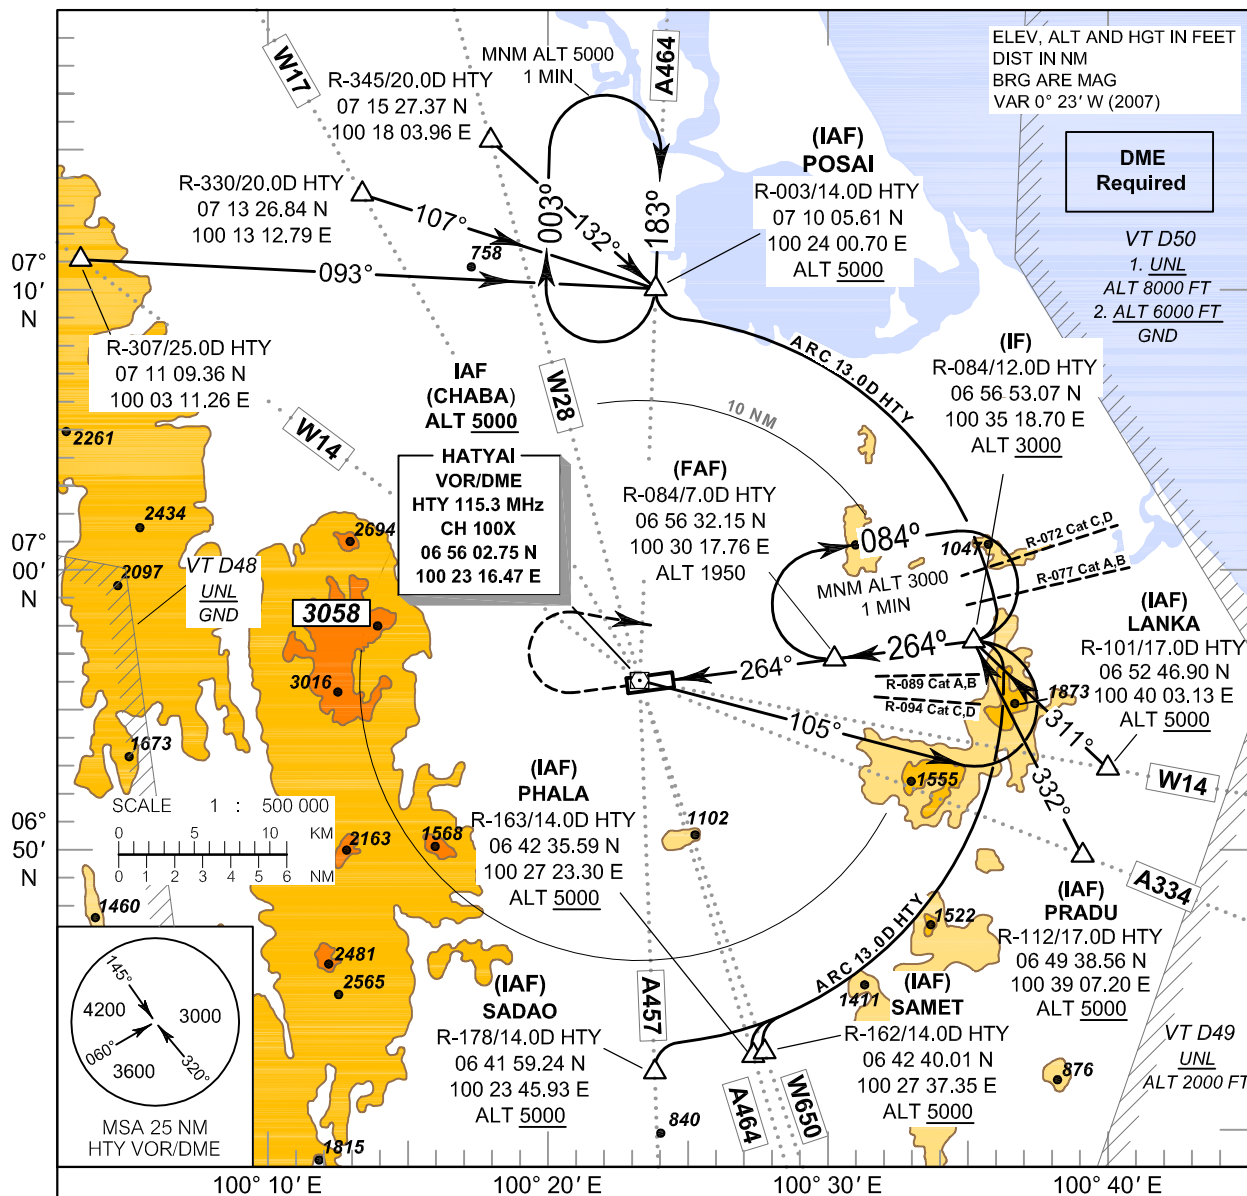 ELEV, ALT AND HGT IN FEET
DIST IN NM
BRG ARE MAG
VAR 0° 23' W (2007)
DME
Required
VT D50
1. UNL
ALT 8000 FT
2. ALT 6000 FT
GND
MNM ALT 5000
1 MIN
W17
A464
R-345/20.0D HTY
07 15 27.37 N
100 18 03.96 E
R-330/20.0D HTY
07 13 26.84 N
100 13 12.79 E
(IAF)
POSAI
R-003/14.0D HTY
07 10 05.61 N
100 24 00.70 E
ALT 5000
003°
183°
132°
107°
093°
758
07°
10'
N
R-307/25.0D HTY
07 11 09.36 N
100 03 11.26 E
IAF
(CHABA)
ALT 5000
W28
W14
ARC 13.0D HTY
10 NM
(IF)
R-084/12.0D HTY
06 56 53.07 N
100 35 18.70 E
ALT 3000
HATYAI
VOR/DME
HTY 115.3 MHz
CH 100X
06 56 02.75 N
100 23 16.47 E
(FAF)
R-084/7.0D HTY
06 56 32.15 N
100 30 17.76 E
ALT 1950
2261
2434
2694
2097
07°
00'
N
VT D48
UNL
GND
3058
3016
084°
1047
MNM ALT 3000
1 MIN
R-072 Cat C,D
R-077 Cat A,B
264°
264°
R-089 Cat A,B
R-094 Cat C,D
105°
(IAF)
LANKA
R-101/17.0D HTY
06 52 46.90 N
100 40 03.13 E
ALT 5000
1873
311°
332°
W14
1555
1673
SCALE 1 : 500 000
0 5 10 KM
0 1 2 3 4 5 6 NM
06°
50'
N
2163
1568
1102
(IAF)
PHALA
R-163/14.0D HTY
06 42 35.59 N
100 27 23.30 E
ALT 5000
A334
(IAF)
PRADU
R-112/17.0D HTY
06 49 38.56 N
100 39 07.20 E
ALT 5000
1460
1522
1411
ARC 13.0D HTY
2481
2565
145°
4200
3000
060°
3600
320°
MSA 25 NM
HTY VOR/DME
(IAF)
SADAO
R-178/14.0D HTY
06 41 59.24 N
100 23 45.93 E
ALT 5000
A457
A464
W650
(IAF)
SAMET
R-162/14.0D HTY
06 42 40.01 N
100 27 37.35 E
ALT 5000
VT D49
UNL
ALT 2000 FT
876
840
1815
100° 10' E
100° 20' E
100° 30' E
100° 40' E